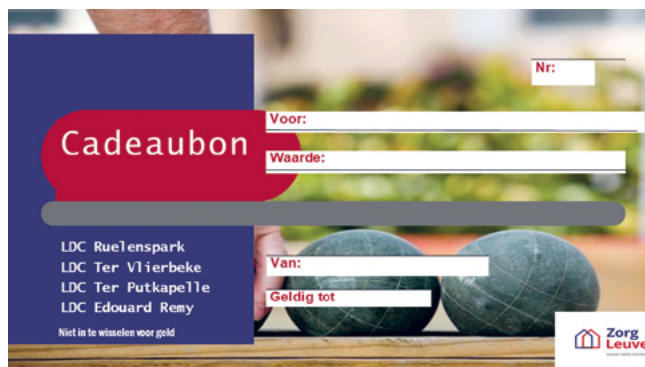 Nr:
Voor:
Cadeaubon
Waarde:
LDC Ruelenspark
LDC Ter Vlierbeke
LDC Ter Putkapelle
LDC Edouard Remy
Van:
Geldig tot
Niet in te wisselen voor geld
Zorg
Leuve